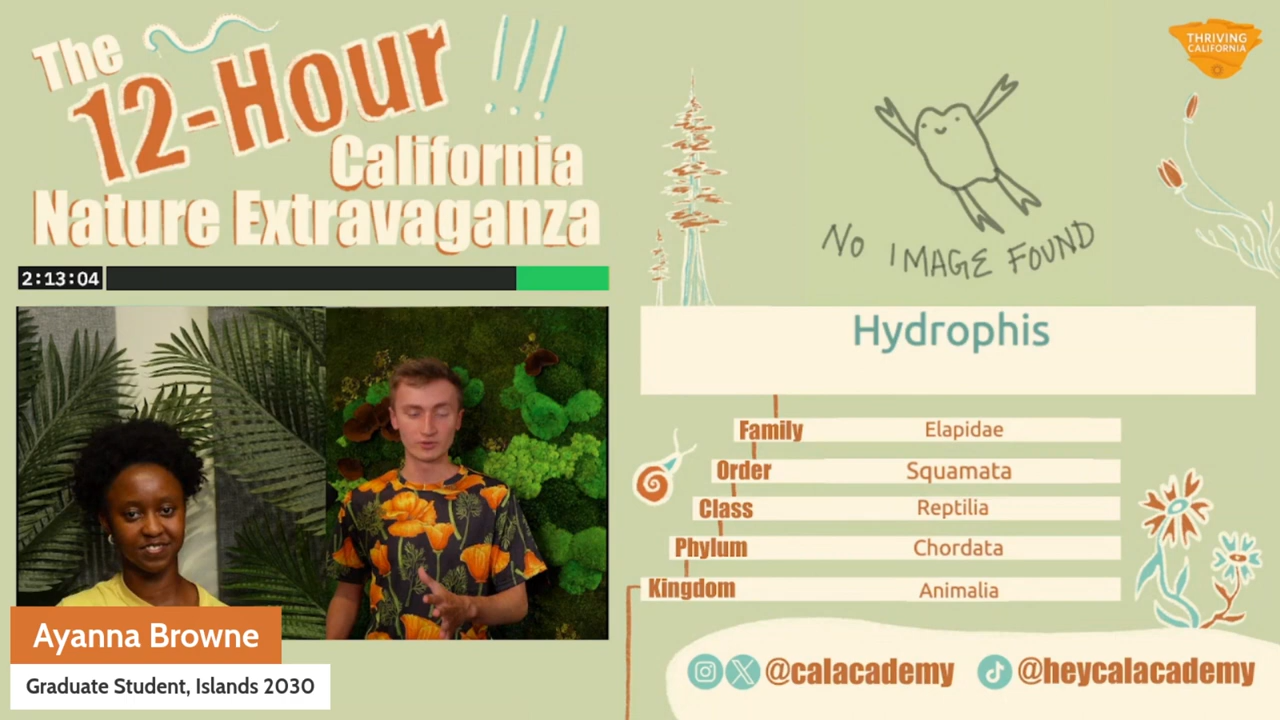 The
12-Hour!!!
California
Nature Extravaganza
2:13:04
Ayanna Browne
Graduate Student, Islands 2030
THRIVING
CALIFORNIA
NO IMAGE FOUND
Hydrophis
Family Elapidae
Order Squamata
Class Reptilia
Phylum Chordata
Kingdom Animalia
@calacademy @heycalacademy